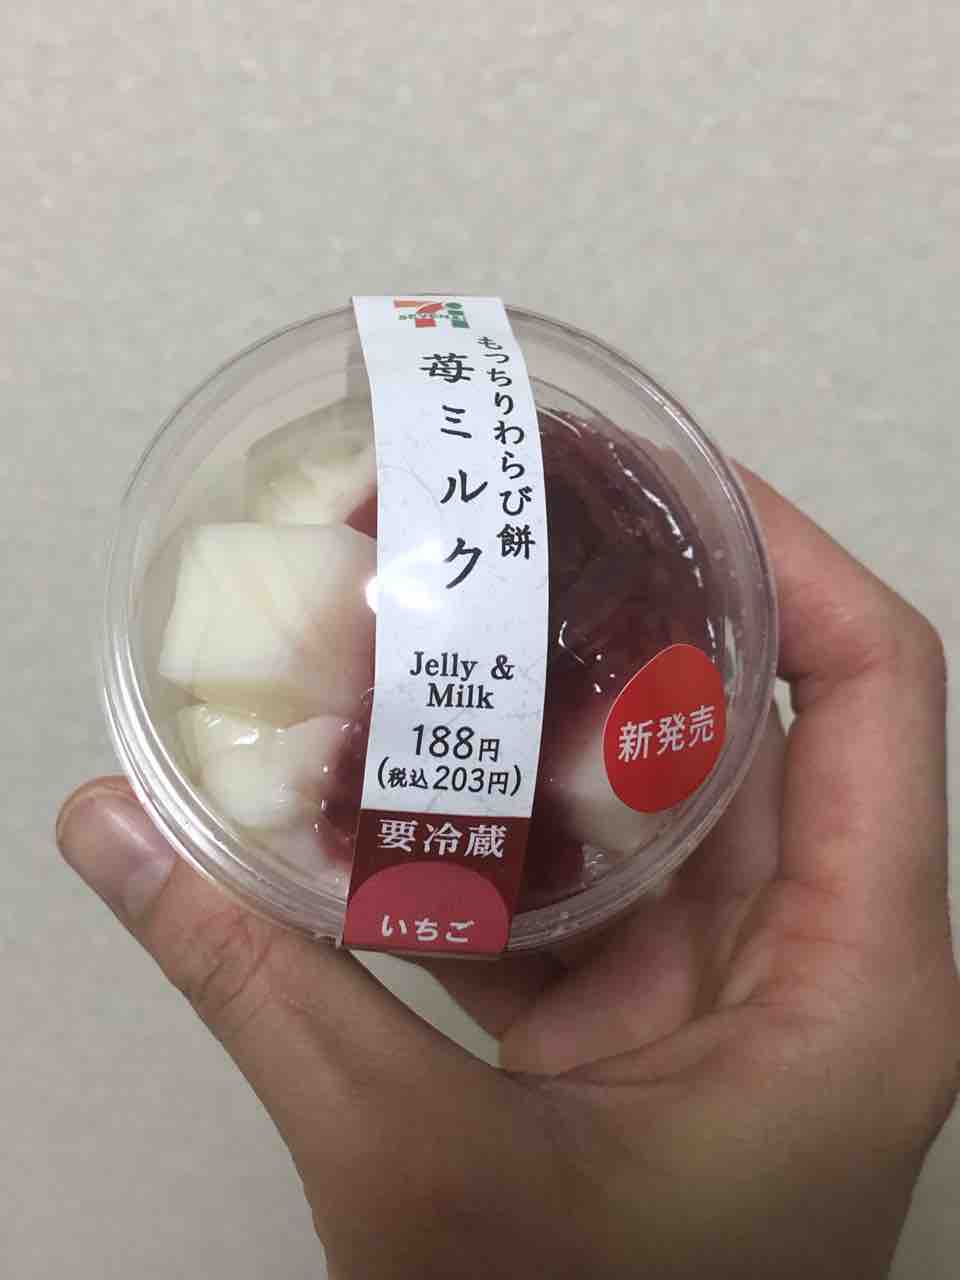 もっちりわらび餅
苺ミルク
Jelly &
Milk
188円
(税込203円)
要冷蔵
いちご
新発売